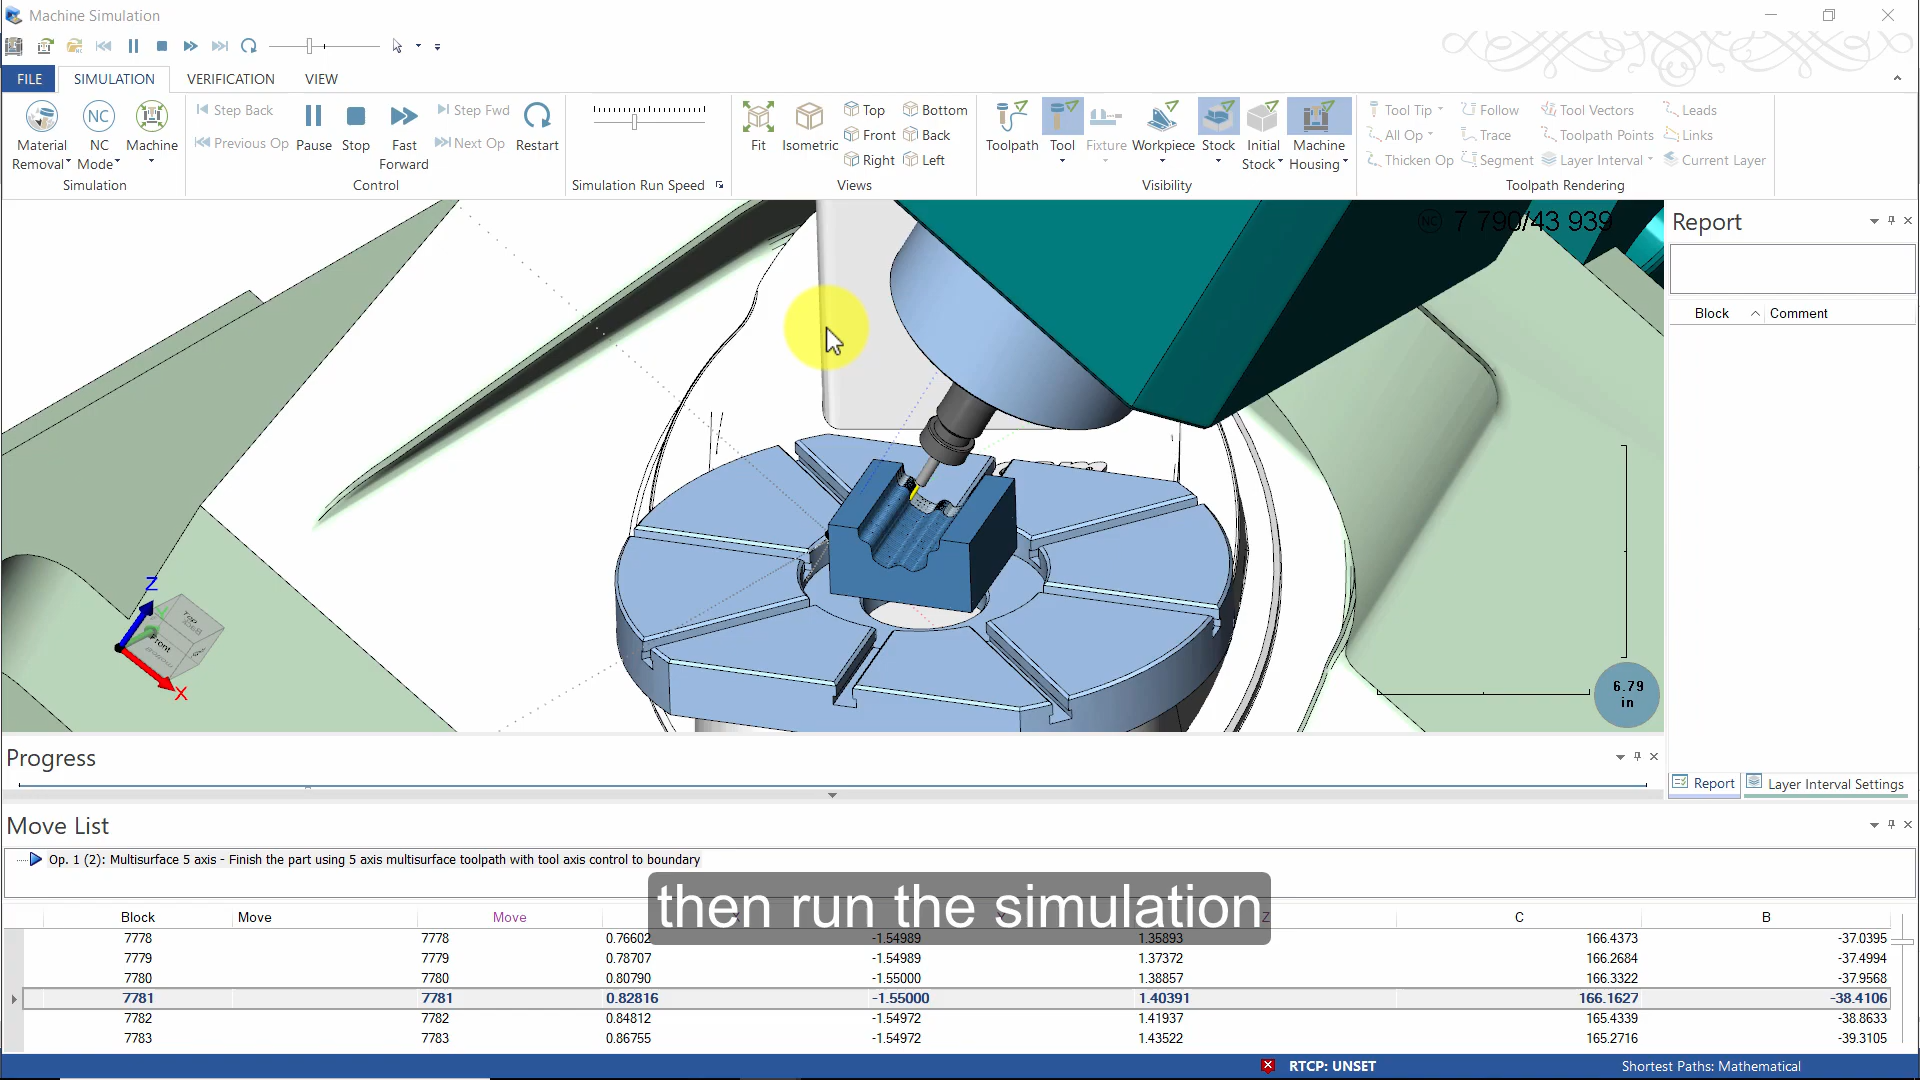 Machine Simulation
FILE SIMULATION VERIFICATION VIEW
Material Removal NC Mode Machine
Simulation
Step Back Previous Op Pause Stop Fast Forward Step Fwd Next Op Restart
Control
Simulation Run Speed
Fit Isometric Top Front Right Bottom Back Left
Views
Toolpath Tool Fixture Workpiece Stock Initial Stock Machine Housing
Visibility
Tool Tip Follow Tool Vectors Leads
All Op Trace Toolpath Points Links
Thicken Op Segment Layer Interval Current Layer
Toolpath Rendering
NC 7 790/43 939
Report
Block Comment
Z
Top
Front
X
6.79
in
Progress
Report Layer Interval Settings
Move List
Op. 1 (2): Multisurface 5 axis - Finish the part using 5 axis multisurface toolpath with tool axis control to boundary
then run the simulation
Block Move Move Z C B
7778 7778 0.76602 -1.54989 1.35893 166.4373 -37.0395
7779 7779 0.78707 -1.54989 1.37372 166.2684 -37.4994
7780 7780 0.80790 -1.55000 1.38857 166.3322 -37.9568
7781 7781 0.82816 -1.55000 1.40391 166.1627 -38.4106
7782 7782 0.84812 -1.54972 1.41937 165.4339 -38.8633
7783 7783 0.86755 -1.54972 1.43522 165.2716 -39.3105
RTCP: UNSET Shortest Paths: Mathematical